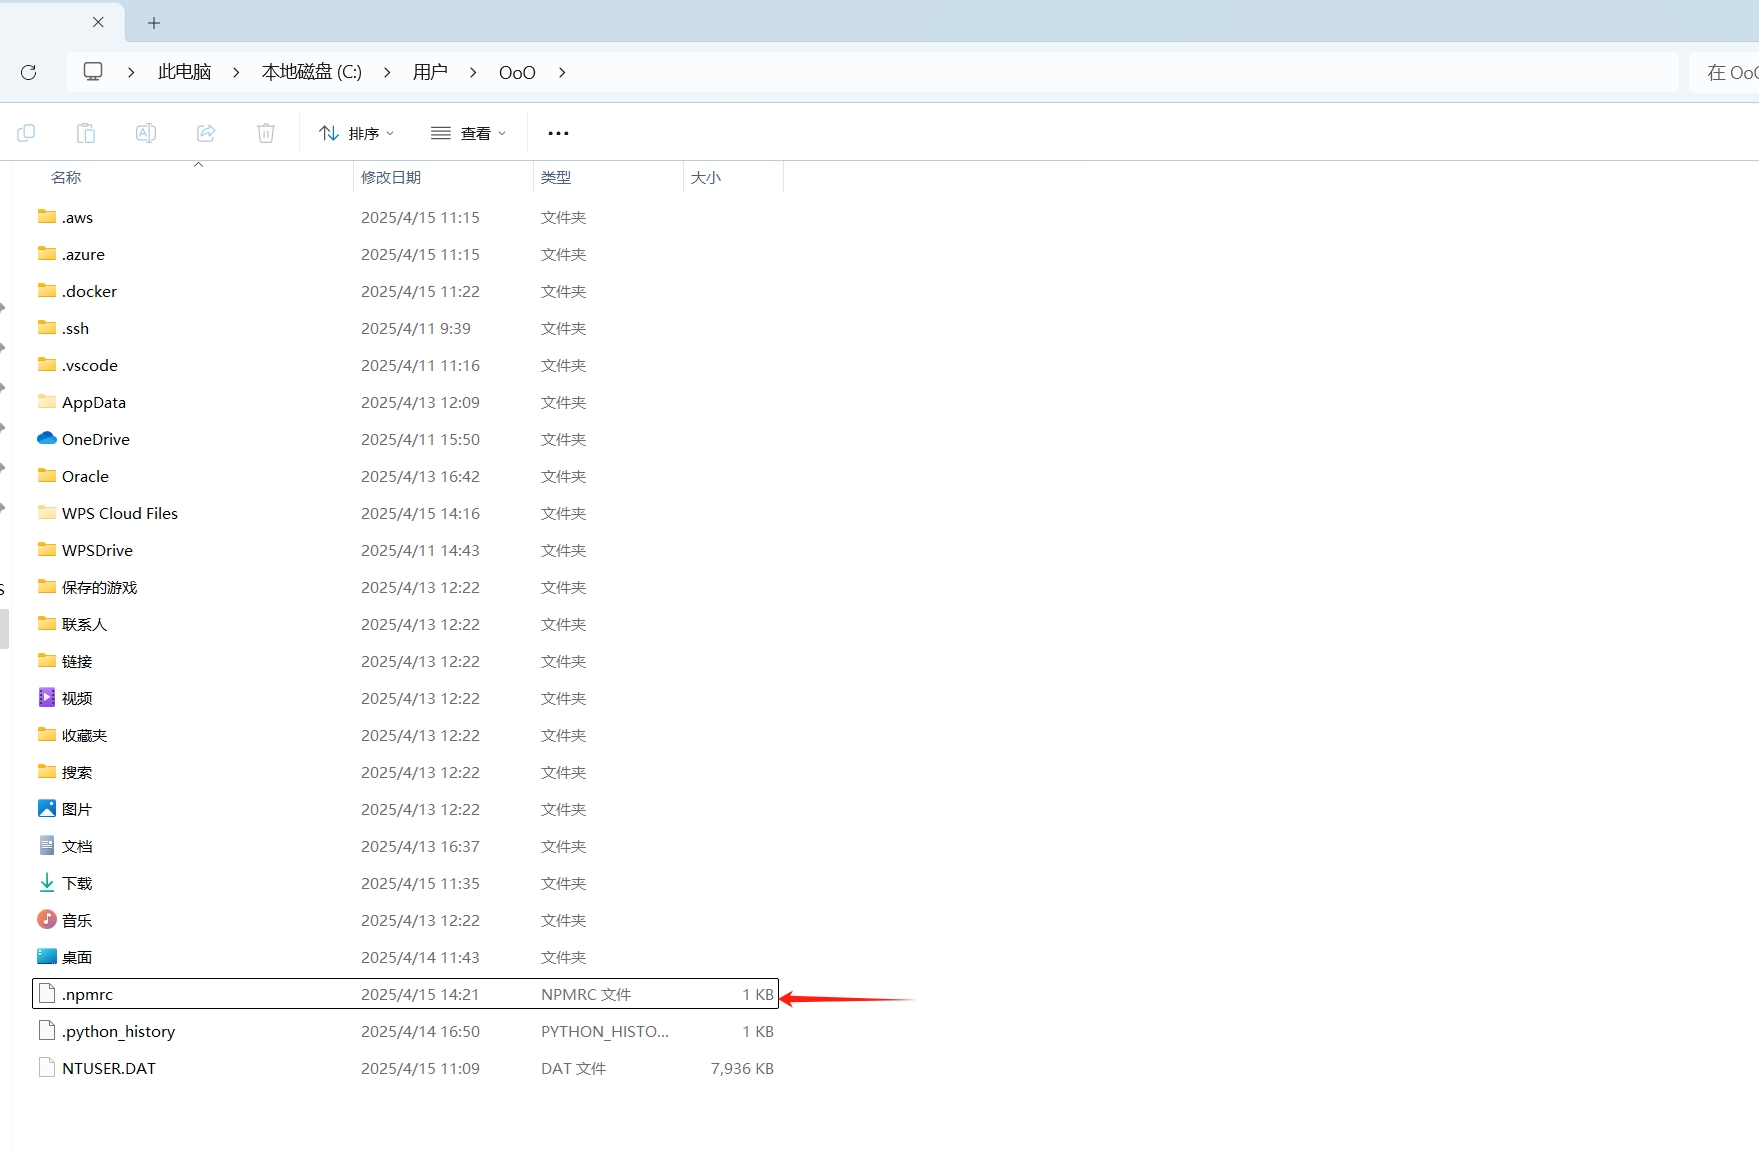 此电脑 本地磁盘 (C:) 用户 OoO
在 Oo
排序 查看
名称 修改日期 类型 大小
.aws 2025/4/15 11:15 文件夹
.azure 2025/4/15 11:15 文件夹
.docker 2025/4/15 11:22 文件夹
.ssh 2025/4/11 9:39 文件夹
.vscode 2025/4/11 11:16 文件夹
AppData 2025/4/13 12:09 文件夹
OneDrive 2025/4/11 15:50 文件夹
Oracle 2025/4/13 16:42 文件夹
WPS Cloud Files 2025/4/15 14:16 文件夹
WPSDrive 2025/4/11 14:43 文件夹
保存的游戏 2025/4/13 12:22 文件夹
联系人 2025/4/13 12:22 文件夹
链接 2025/4/13 12:22 文件夹
视频 2025/4/13 12:22 文件夹
收藏夹 2025/4/13 12:22 文件夹
搜索 2025/4/13 12:22 文件夹
图片 2025/4/13 12:22 文件夹
文档 2025/4/13 16:37 文件夹
下载 2025/4/15 11:35 文件夹
音乐 2025/4/13 12:22 文件夹
桌面 2025/4/14 11:43 文件夹
.npmrc 2025/4/15 14:21 NPMRC 文件 1 KB
.python_history 2025/4/14 16:50 PYTHON_HISTO... 1 KB
NTUSER.DAT 2025/4/15 11:09 DAT 文件 7,936 KB